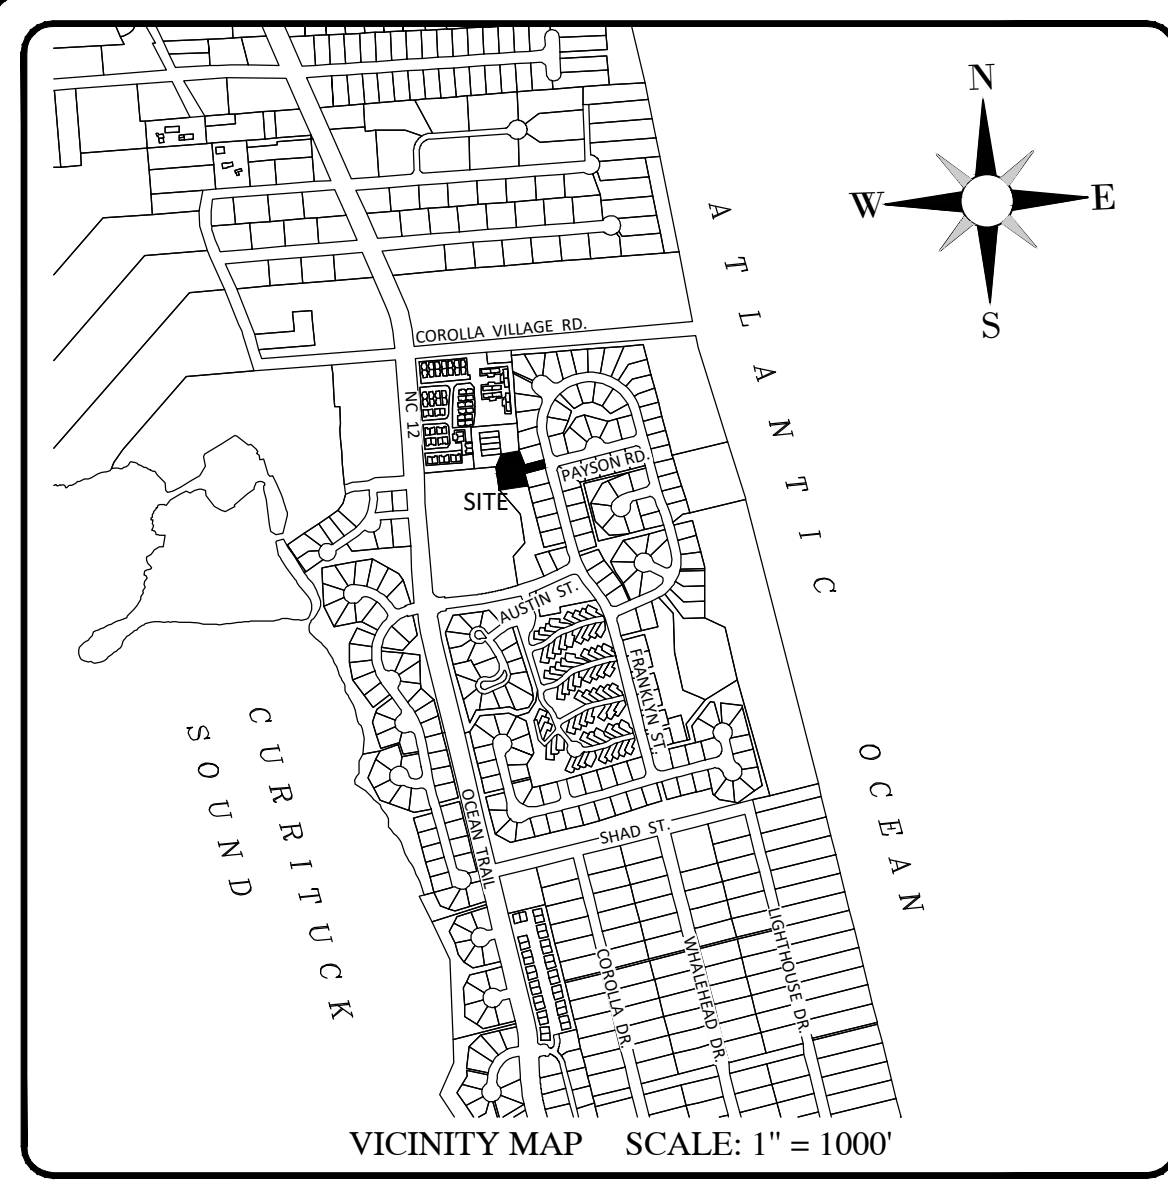 N
W
E
S
ATLANTIC
OCEAN
COROLLA VILLAGE RD.
NC 12
PAYSON RD.
SITE
AUSTIN ST.
FRANKLYN ST.
CURRITUCK
SOUND
OCEAN TRAIL
SHAD ST.
COROLLA DR.
WHALEHEAD DR.
LIGHTHOUSE DR.
VICINITY MAP SCALE: 1" = 1000'